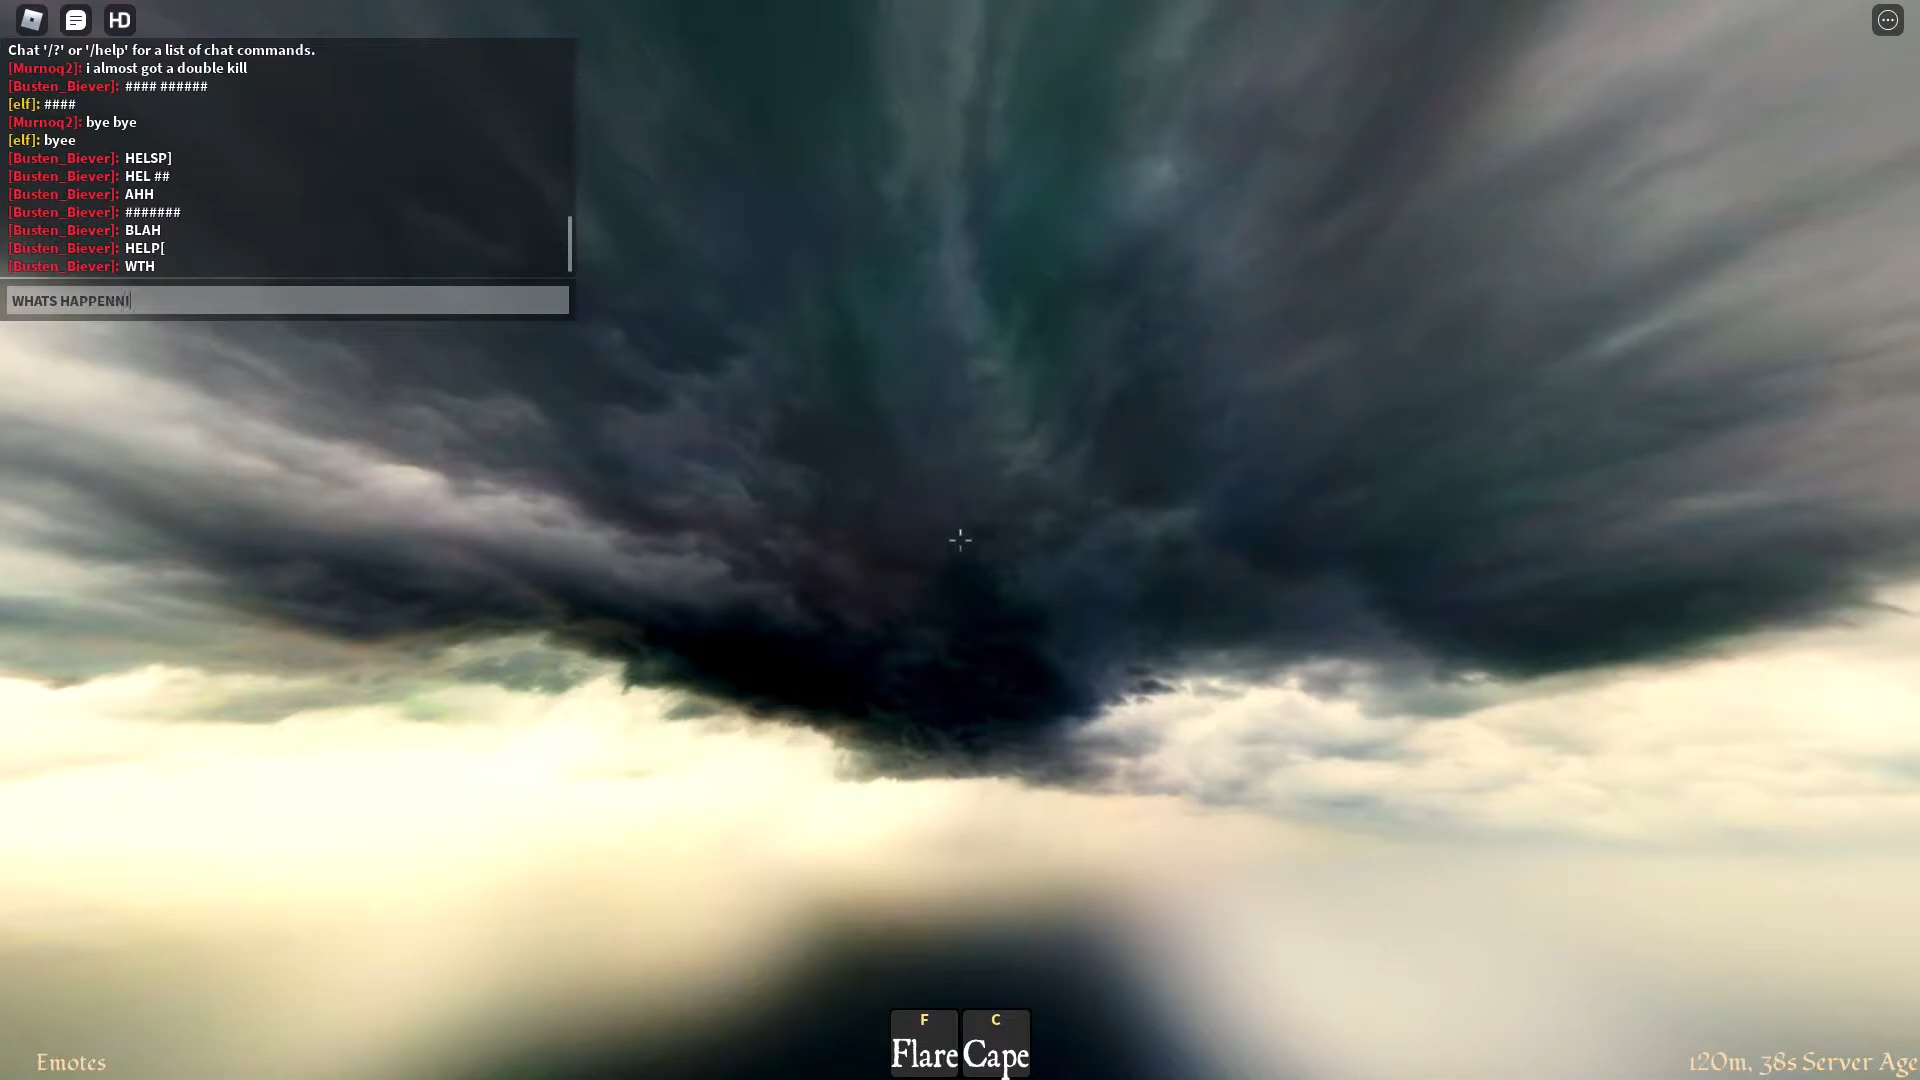 HD
Chat '/?' or '/help' for a list of chat commands.
[Murnoq2]: i almost got a double kill
[Busten_Biever]: #### ######
[elf]: ####
[Murnoq2]: bye bye
[elf]: byee
[Busten_Biever]: HELSP]
[Busten_Biever]: HEL ##
[Busten_Biever]: AHH
[Busten_Biever]: #######
[Busten_Biever]: BLAH
[Busten_Biever]: HELP[
[Busten_Biever]: WTH
WHATS HAPPENNI
F
C
Flare
Cape
Emotes
120m, 38s Server Age